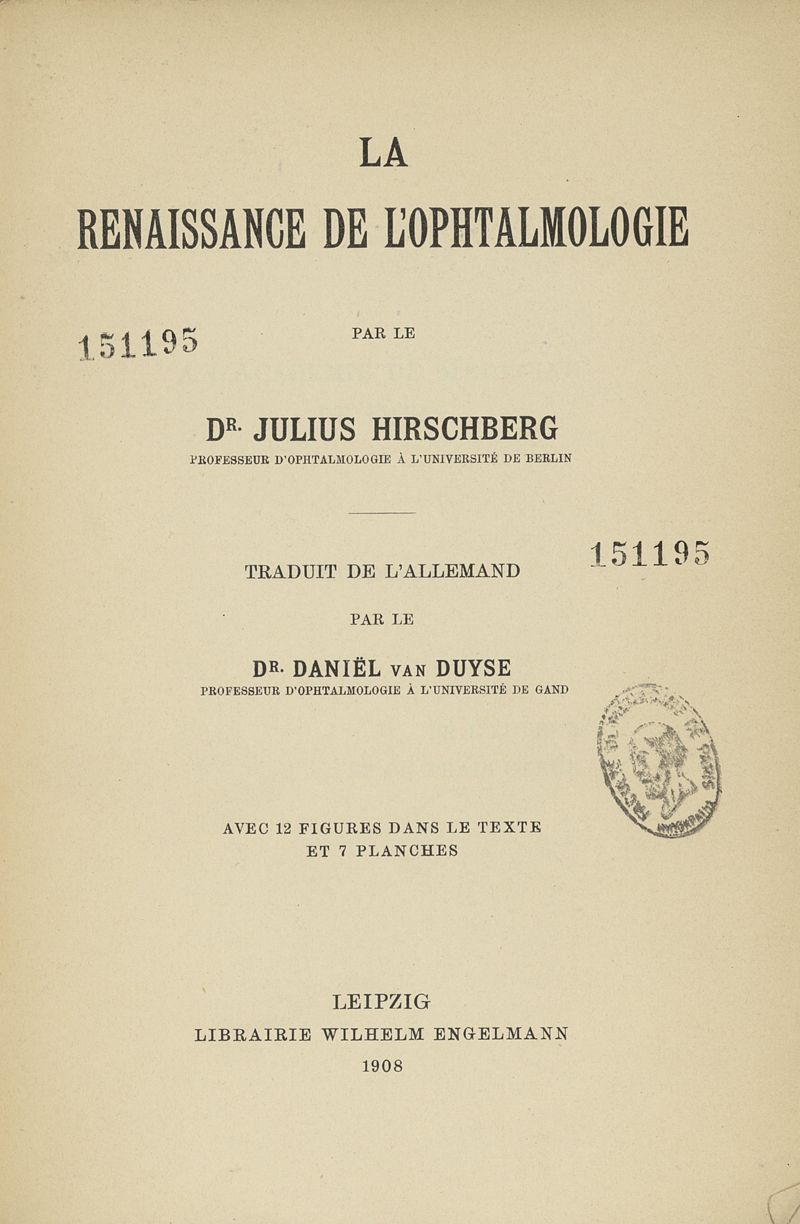 LA
RENAISSANCE DE L'OPHTALMOLOGIE
151195
PAR LE
DR. JULIUS HIRSCHBERG
PROFESSEUR D'OPHTALMOLOGIE À L'UNIVERSITÉ DE BERLIN
151195
TRADUIT DE L'ALLEMAND
PAR LE
DR. DANIËL VAN DUYSE
PROFESSEUR D'OPHTALMOLOGIE À L'UNIVERSITÉ DE GAND
AVEC 12 FIGURES DANS LE TEXTE
ET 7 PLANCHES
LEIPZIG
LIBRAIRIE WILHELM ENGELMANN
1908